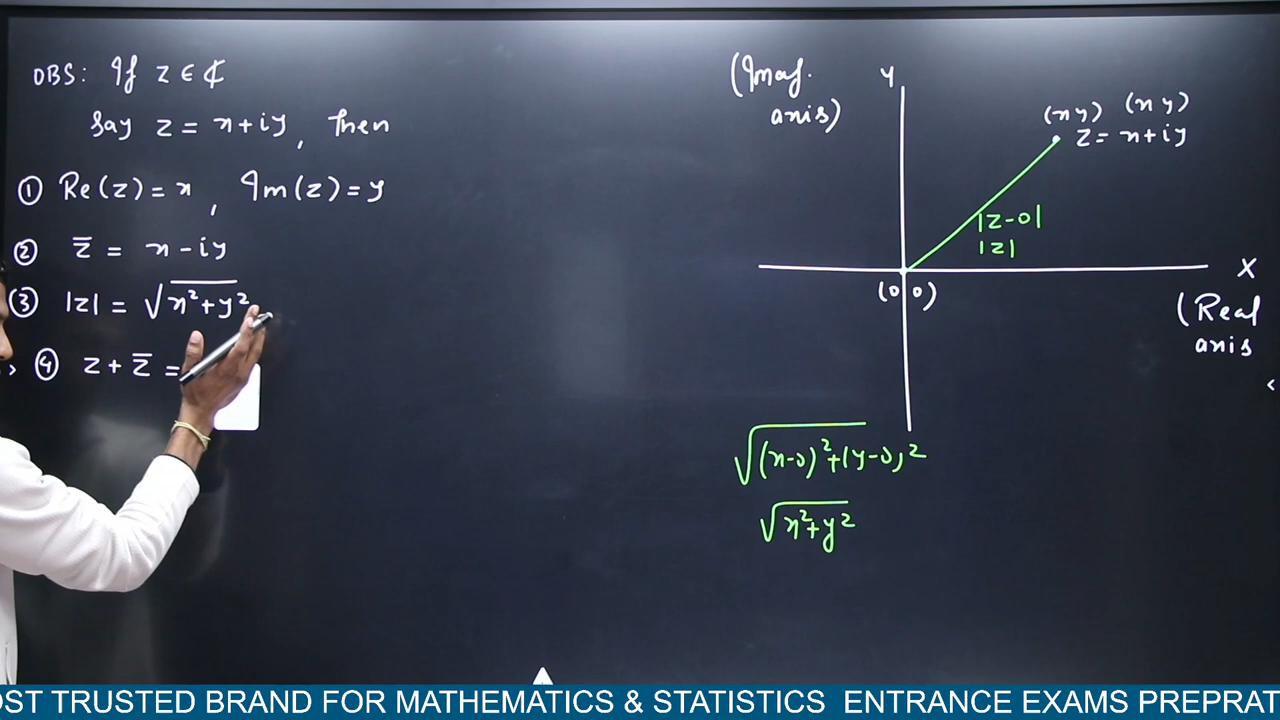 OBS: If z ∈ ₵
Say z = x+iy, Then
① Re(z) = x, Im(z) = y
② z̅ = x - iy
③ |z| = √x²+y²
④ z + z̅ =
(Imag.
axis)
Y
(x y) (x y)
z = x+iy
|z-0|
|z|
(0 0)
X
(Real
axis
√(x-0)²+(y-0)²
√x²+y²
OST TRUSTED BRAND FOR MATHEMATICS & STATISTICS ENTRANCE EXAMS PREPRAT